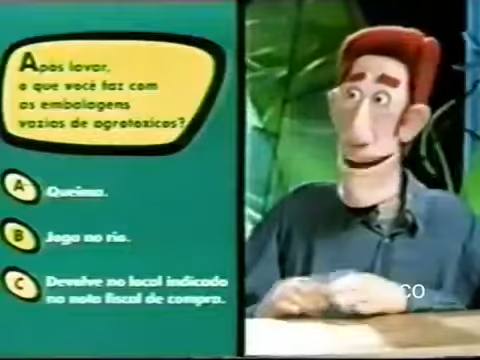 Após lavar,
o que você faz com
as embalagens
vazias de agrotóxicos?
A Queima.
B Joga no rio.
C Devolve no local indicado
na nota fiscal de compra.
co